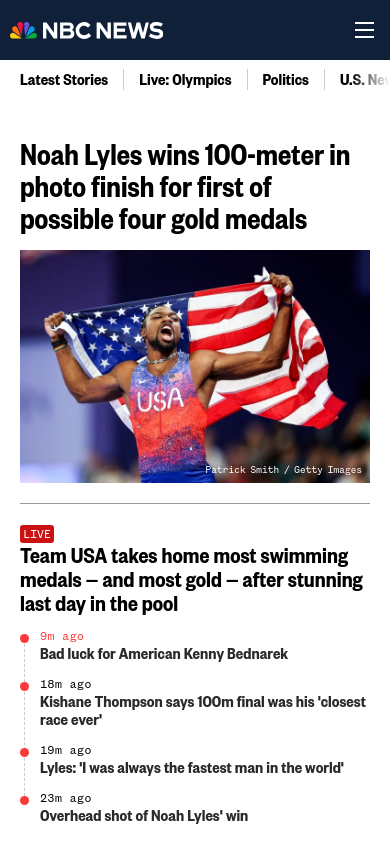 NBC NEWS
Latest Stories
Live: Olympics
Politics
U.S. Nev
Noah Lyles wins 100-meter in
photo finish for first of
possible four gold medals
USA
Patrick Smith / Getty Images
LIVE
Team USA takes home most swimming
medals — and most gold — after stunning
last day in the pool
9m ago
Bad luck for American Kenny Bednarek
18m ago
Kishane Thompson says 100m final was his 'closest
race ever'
19m ago
Lyles: 'I was always the fastest man in the world'
23m ago
Overhead shot of Noah Lyles' win